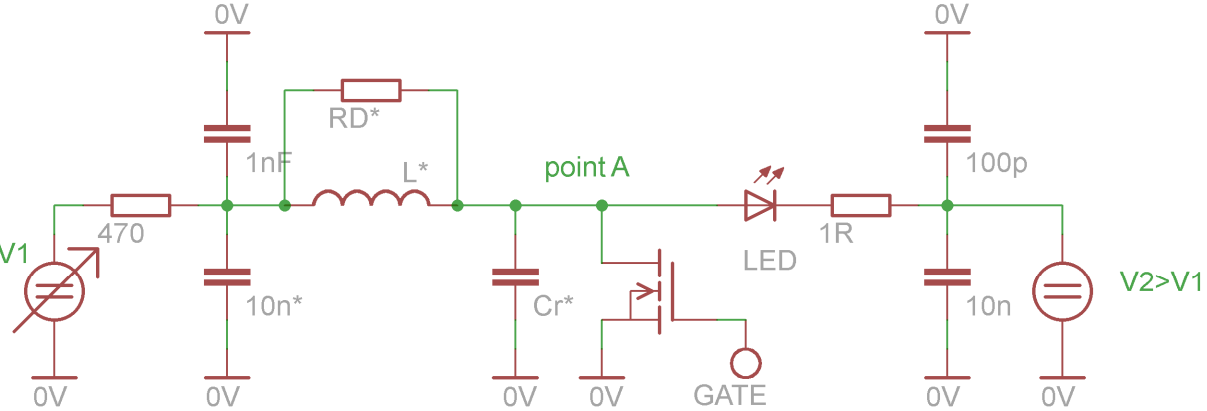 0V
0V
RD*
1nF
L*
point A
100p
470
1R
V1
LED
10n*
Cr*
10n
V2>V1
GATE
0V
0V
0V
0V
0V
0V